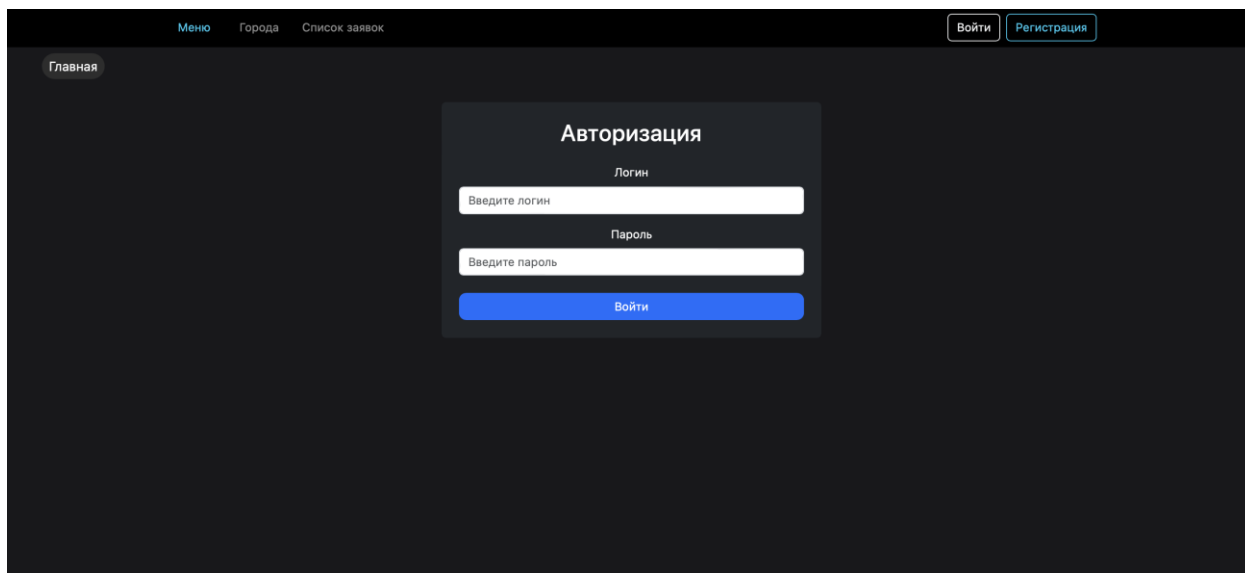 Меню Города Список заявок Войти Регистрация
Главная
Авторизация
Логин
Введите логин
Пароль
Введите пароль
Войти